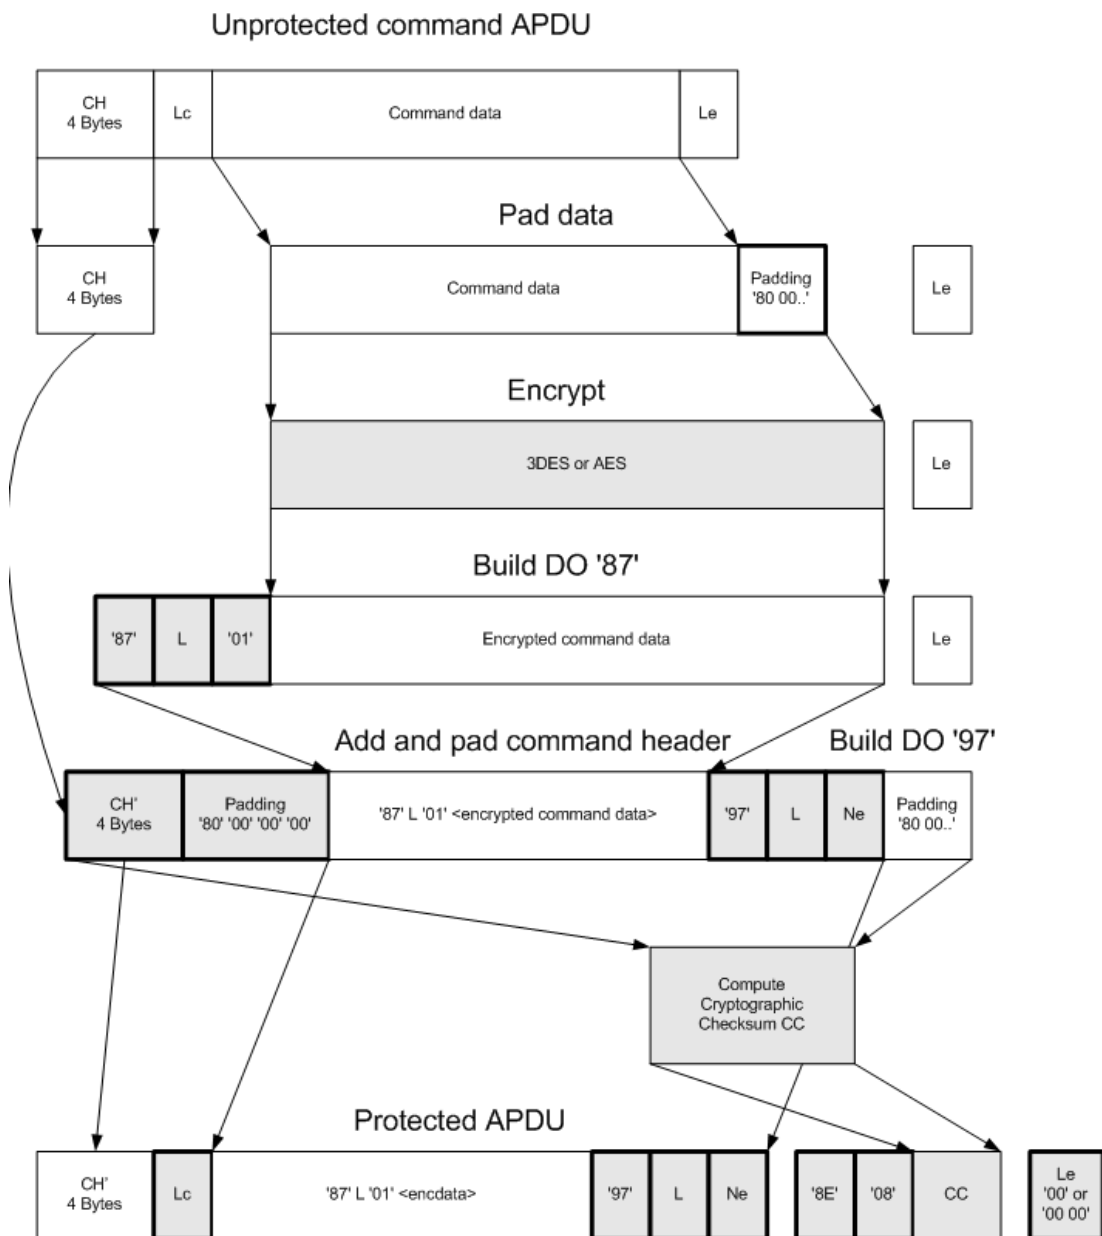 Unprotected command APDU
CH
4 Bytes
Lc
Command data
Le
Pad data
CH
4 Bytes
Command data
Padding
'80 00..'
Le
Encrypt
3DES or AES
Le
Build DO '87'
'87'
L
'01'
Encrypted command data
Le
Add and pad command header
Build DO '97'
CH'
4 Bytes
Padding
'80' '00' '00' '00'
'87' L '01' <encrypted command data>
'97'
L
Ne
Padding
'80 00..'
Compute
Cryptographic
Checksum CC
Protected APDU
CH'
4 Bytes
Lc
'87' L '01' <encdata>
'97'
L
Ne
'8E'
'08'
CC
Le
'00' or
'00 00'